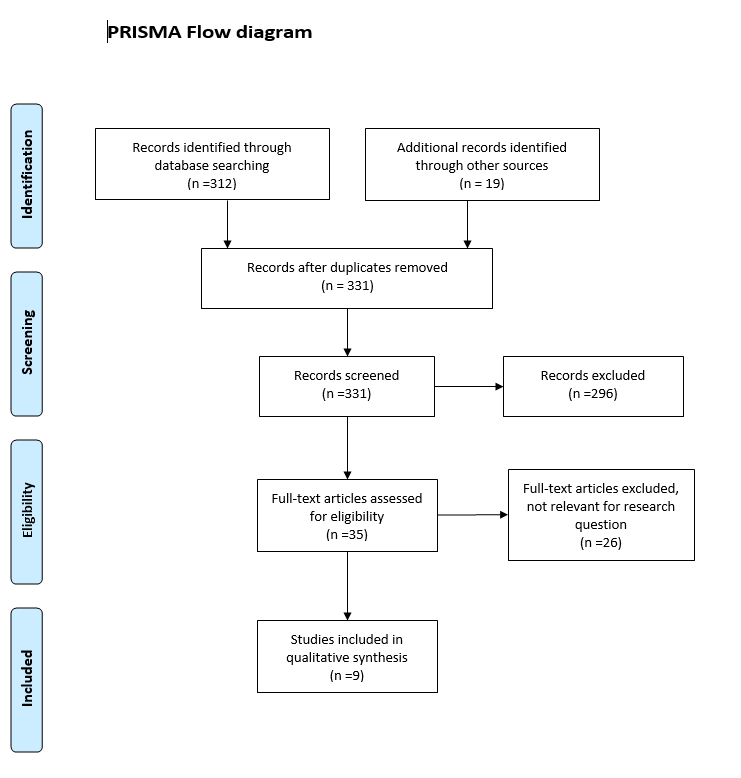 PRISMA Flow diagram
Identification
Records identified through
database searching
(n =312)
Additional records identified
through other sources
(n = 19)
Records after duplicates removed
(n = 331)
Screening
Records screened
(n =331)
Records excluded
(n =296)
Eligibility
Full-text articles assessed
for eligibility
(n =35)
Full-text articles excluded,
not relevant for research
question
(n =26)
Included
Studies included in
qualitative synthesis
(n =9)